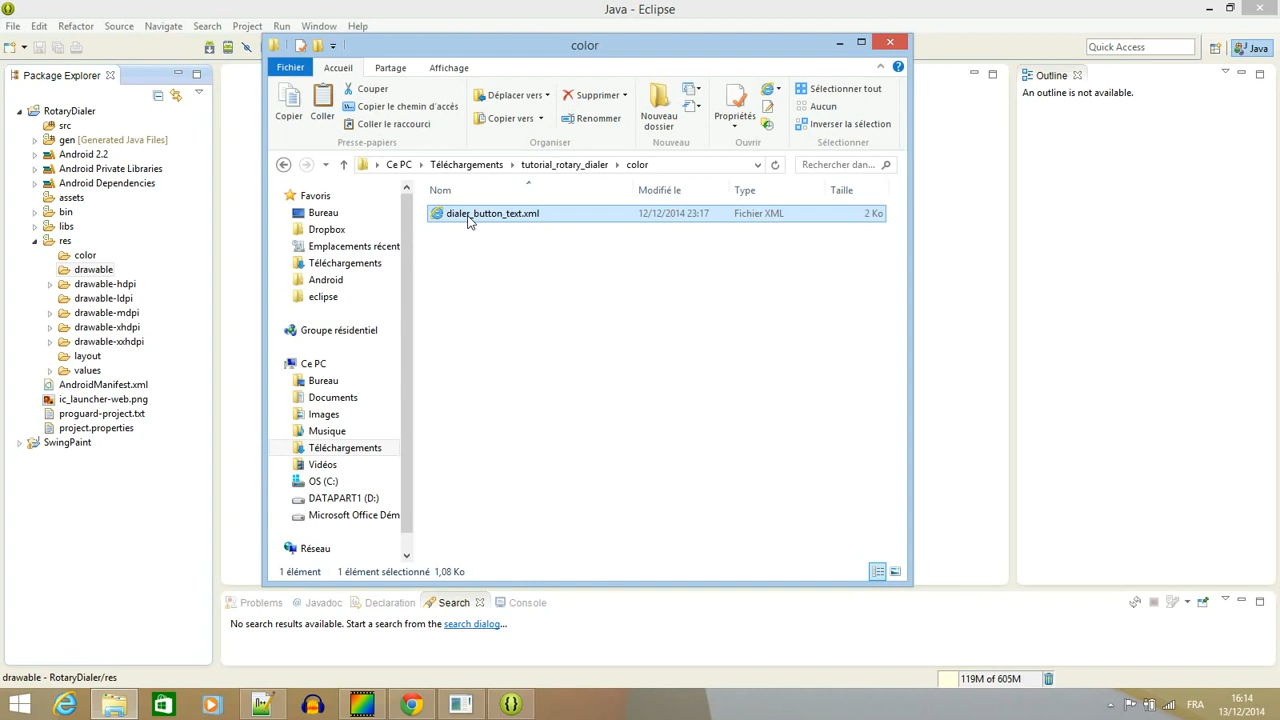 Java - Eclipse
File Edit Refactor Source Navigate Search Project Run Window Help
Quick Access
Java
Package Explorer
RotaryDialer
src
gen [Generated Java Files]
Android 2.2
Android Private Libraries
Android Dependencies
assets
bin
libs
res
color
drawable
drawable-hdpi
drawable-ldpi
drawable-mdpi
drawable-xhdpi
drawable-xxhdpi
layout
values
AndroidManifest.xml
ic_launcher-web.png
proguard-project.txt
project.properties
SwingPaint
color
Fichier Accueil Partage Affichage
Copier
Coller
Couper
Copier le chemin d'accès
Coller le raccourci
Presse-papiers
Déplacer vers
Copier vers
Supprimer
Renommer
Organiser
Nouveau
dossier
Nouveau
Propriétés
Ouvrir
Sélectionner tout
Aucun
Inverser la sélection
Sélectionner
Ce PC Téléchargements tutorial_rotary_dialer color
Rechercher dan...
Nom Modifié le Type Taille
dialer_button_text.xml 12/12/2014 23:17 Fichier XML 2 Ko
Favoris
Bureau
Dropbox
Emplacements récent
Téléchargements
Android
eclipse
Groupe résidentiel
Ce PC
Bureau
Documents
Images
Musique
Téléchargements
Vidéos
OS (C:)
DATAPART1 (D:)
Microsoft Office Dém
Réseau
1 élément 1 élément sélectionné 1,08 Ko
Outline
An outline is not available.
Problems Javadoc Declaration Search Console
No search results available. Start a search from the search dialog...
drawable - RotaryDialer/res
119M of 605M
FRA
16:14
13/12/2014